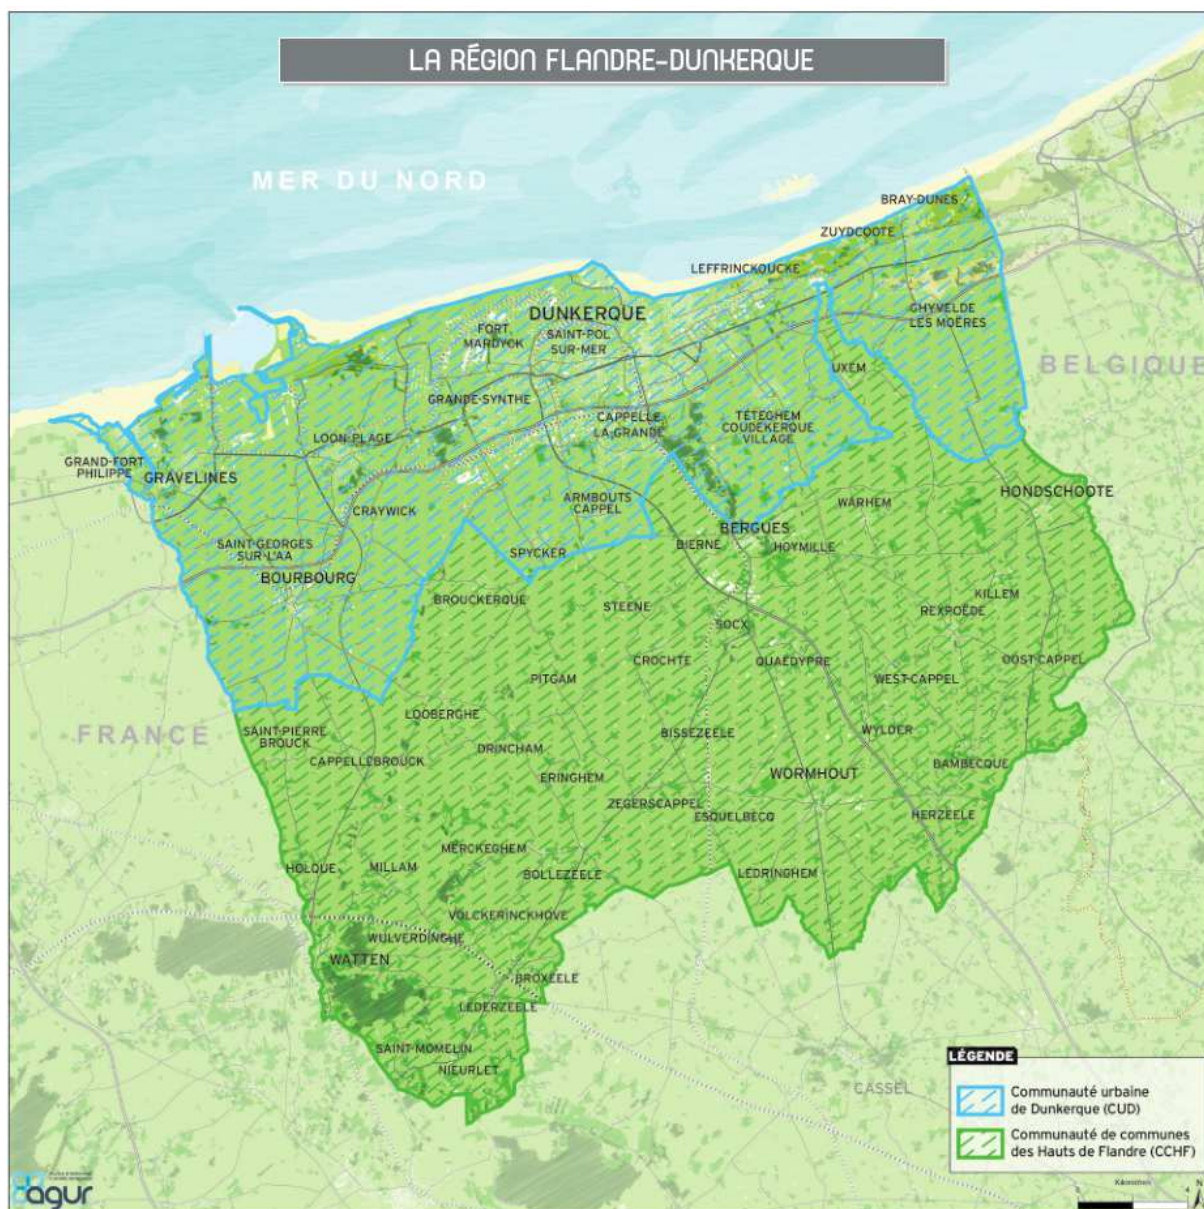 LA RÉGION FLANDRE-DUNKERQUE
MER DU NORD
BRAY-DUNES
ZUYDCOOTE
LEFFRINCKOUCKE
DUNKERQUE
GHYVELDE
LES MOËRES
FORT
MARDYCK
SAINT-POL
SUR-MER
BELGIQUE
UXEM
GRANDE-SYNTHE
CAPPELLE
LA-GRANDE
TÉTEGHEM
COUDEKERQUE
VILLAGE
LOON-PLAGE
GRAND-FORT
PHILIPPE
GRAVELINES
HONDSCHOOTE
ARMBOUTS
CAPPEL
WARHEM
CRAYWICK
BERGUES
SAINT-GEORGES
SUR-L'AA
SPYCKER
BIERNE
HOYMILLE
BOURBOURG
BROUCKERQUE
STEENE
KILLEM
REXPOËDE
SOCX
CROCHTE
QUAEDYPRE
OOST-CAPPEL
PITGAM
WEST-CAPPEL
LOOBERGHE
FRANCE
SAINT-PIERRE
BROUCK
BISSEZEELE
WYLDER
DRINCHAM
CAPPELLEBROUCK
ERINGHEM
WORMHOUT
BAMBECQUE
ZEGERSCAPPEL
ESQUELBECQ
HERZEELE
MERCKEGHEM
HOLQUE
MILLAM
BOLLEZEELE
LEDRINGHEM
VOLCKERINCKHOVE
WULVERDINGHE
WATTEN
BROXEELE
LEDERZEELE
SAINT-MOMELIN
NIEURLET
CASSEL
LÉGENDE
Communauté urbaine
de Dunkerque (CUD)
Communauté de communes
des Hauts de Flandre (CCHF)
Kilomètres
0 4
N
agur